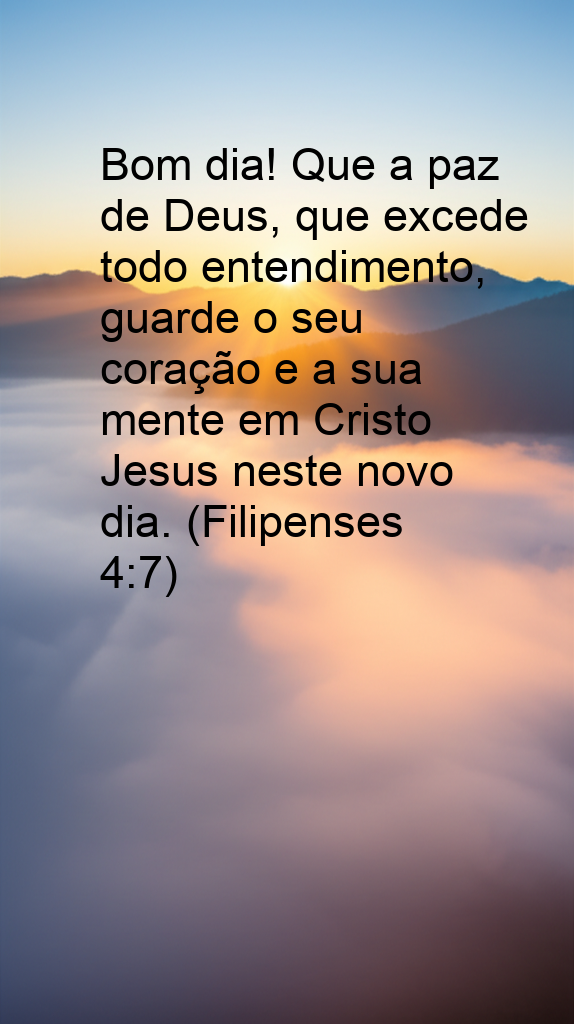 Bom dia! Que a paz
de Deus, que excede
todo entendimento,
guarde o seu
coração e a sua
mente em Cristo
Jesus neste novo
dia. (Filipenses
4:7)